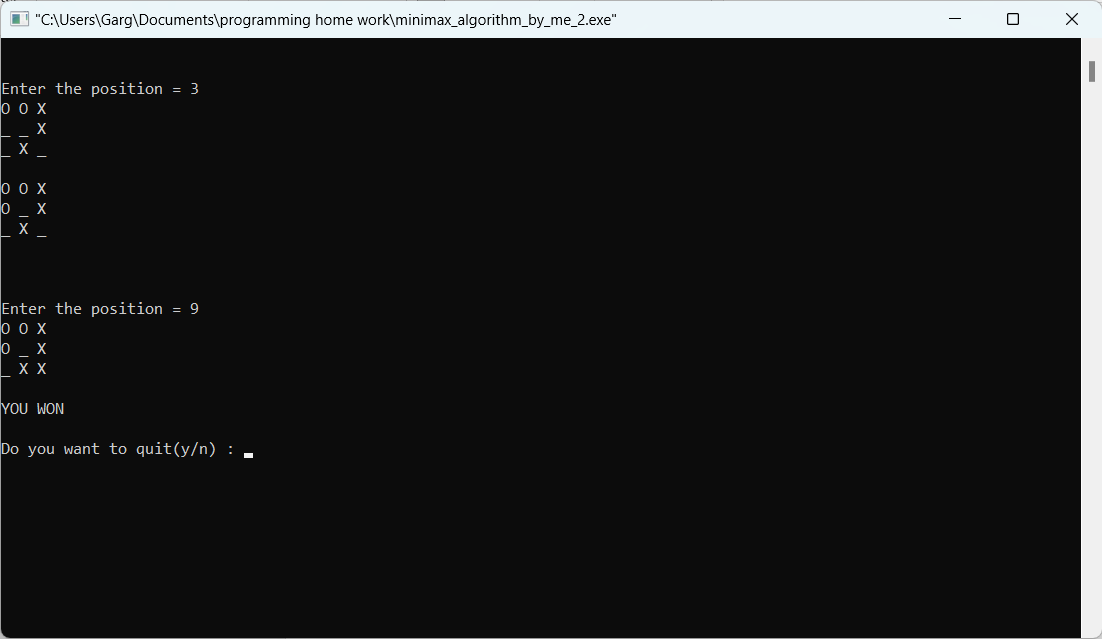 "C:\Users\Garg\Documents\programming home work\minimax_algorithm_by_me_2.exe"
Enter the position = 3
O O X
_ _ X
_ X _
O O X
O _ X
_ X _
Enter the position = 9
O O X
O _ X
_ X X
YOU WON
Do you want to quit(y/n) :